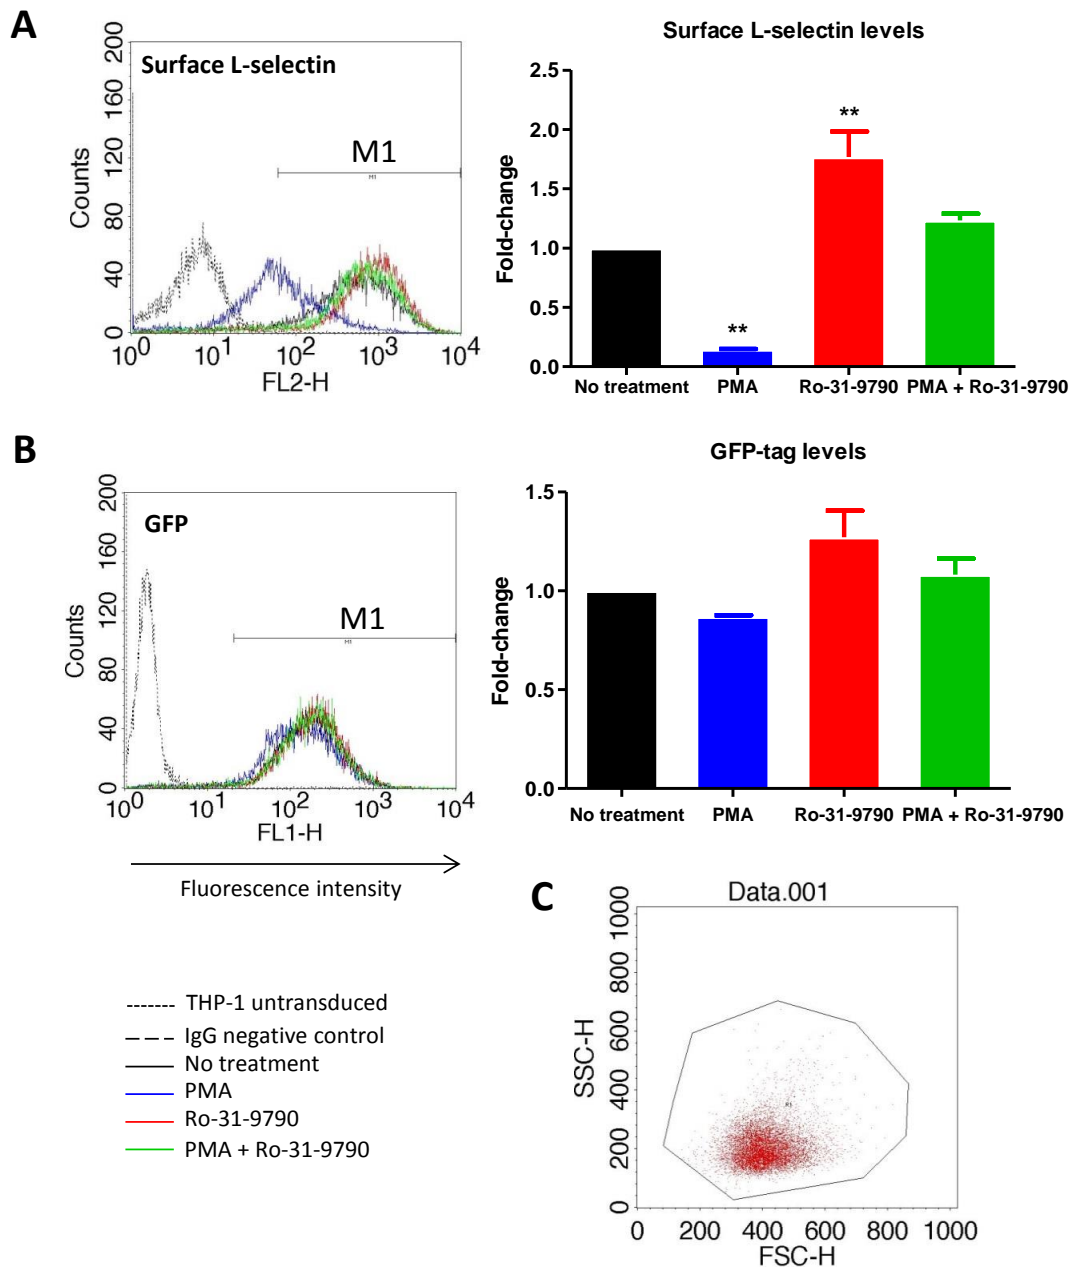 A
Surface L-selectin
M1
M1
Counts
0
40
80
120
160
200
10^0
10^1
10^2
10^3
10^4
FL2-H
Surface L-selectin levels
Fold-change
2.5
2.0
1.5
1.0
0.5
0.0
**
**
No treatment
PMA
Ro-31-9790
PMA + Ro-31-9790
B
GFP
M1
M1
Counts
0
40
80
120
160
200
10^0
10^1
10^2
10^3
10^4
FL1-H
Fluorescence intensity
GFP-tag levels
Fold-change
1.5
1.0
0.5
0.0
No treatment
PMA
Ro-31-9790
PMA + Ro-31-9790
THP-1 untransduced
IgG negative control
No treatment
PMA
Ro-31-9790
PMA + Ro-31-9790
C
Data.001
SSC-H
1000
800
600
400
200
0
R1
0
200
400
600
800
1000
FSC-H